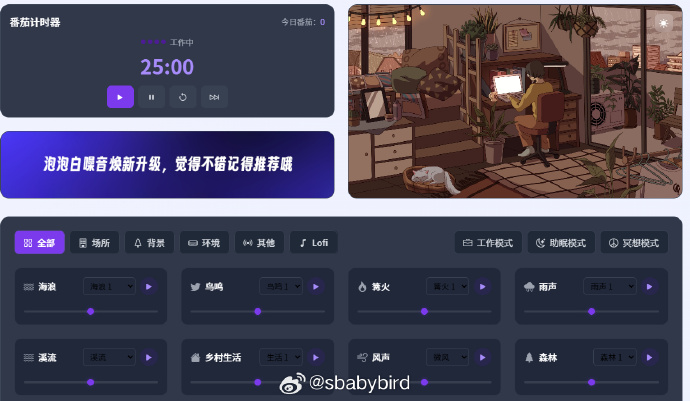 番茄计时器
今日番茄：0
工作中
25:00
泡泡白噪音焕新升级，觉得不错记得推荐哦
全部
场所
背景
环境
其他
Lofi
工作模式
助眠模式
冥想模式
海浪
海浪 1
鸟鸣
鸟鸣 1
篝火
篝火 1
雨声
雨声 1
溪流
溪流
乡村生活
生活 1
风声
微风
森林
森林 1
@sbabybird